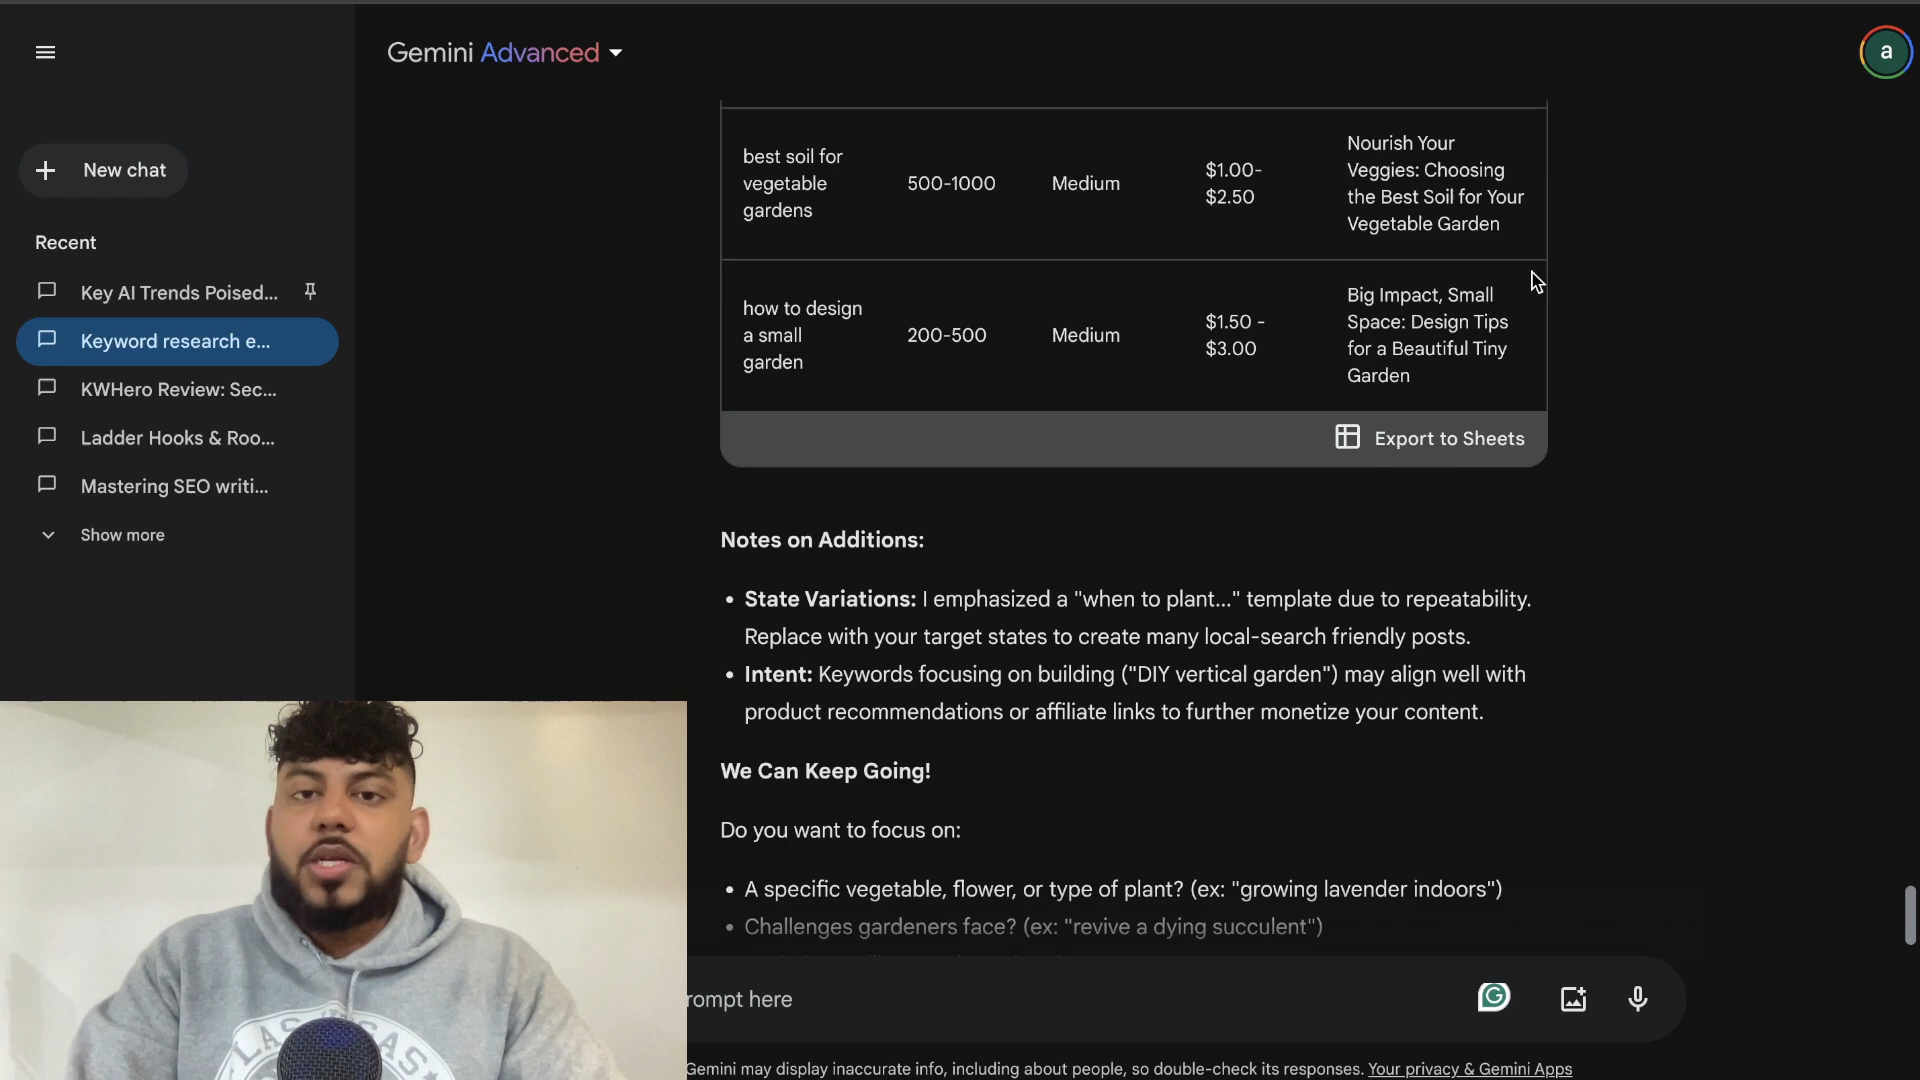 Gemini Advanced
a
New chat
Recent
Key AI Trends Poised...
Keyword research e...
KWHero Review: Sec...
Ladder Hooks & Roo...
Mastering SEO writi...
Show more
best soil for
vegetable
gardens
500-1000
Medium
$1.00-
$2.50
Nourish Your
Veggies: Choosing
the Best Soil for Your
Vegetable Garden
how to design
a small
garden
200-500
Medium
$1.50 -
$3.00
Big Impact, Small
Space: Design Tips
for a Beautiful Tiny
Garden
Export to Sheets
Notes on Additions:
• State Variations: I emphasized a "when to plant..." template due to repeatability.
Replace with your target states to create many local-search friendly posts.
• Intent: Keywords focusing on building ("DIY vertical garden") may align well with
product recommendations or affiliate links to further monetize your content.
We Can Keep Going!
Do you want to focus on:
• A specific vegetable, flower, or type of plant? (ex: "growing lavender indoors")
• Challenges gardeners face? (ex: "revive a dying succulent")
rompt here
Gemini may display inaccurate info, including about people, so double-check its responses. Your privacy & Gemini Apps